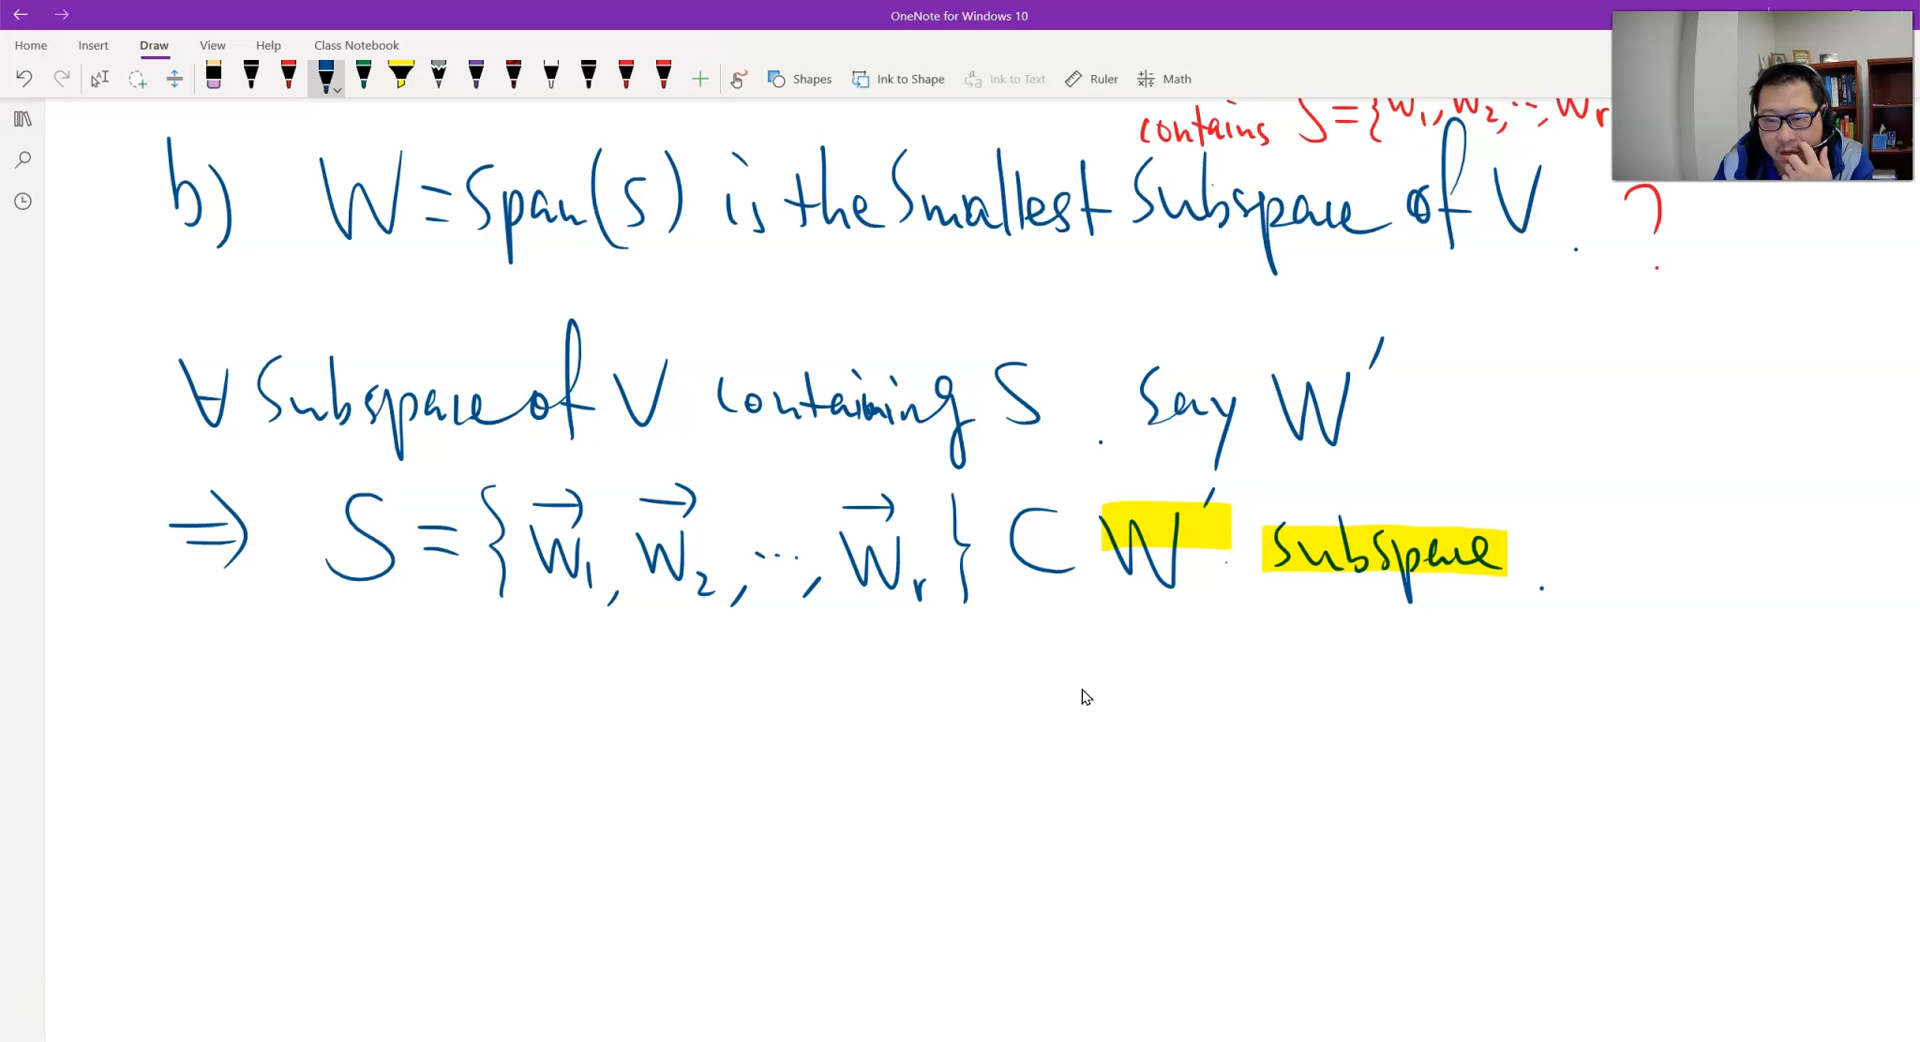 OneNote for Windows 10
Home Insert Draw View Help Class Notebook
Shapes Ink to Shape Ink to Text Ruler Math
contains S = {w₁, w₂, ..., wᵣ
b) W = Span(S) is the Smallest Subspace of V. ?
∀ Subspace of V containing S. Say W′
⇒ S = {w⃗₁, w⃗₂, ..., w⃗ᵣ} ⊂ W′ subspace.